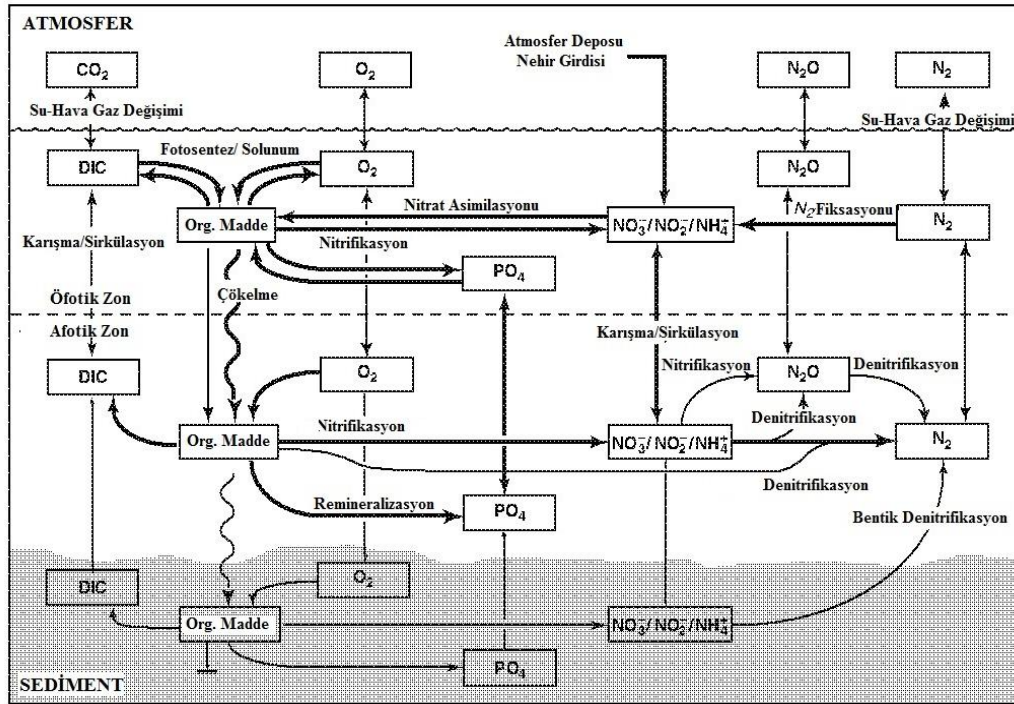 ATMOSFER
CO₂
O₂
Atmosfer Deposu
Nehir Girdisi
N₂O
N₂
Su-Hava Gaz Değişimi
Su-Hava Gaz Değişimi
DIC
Fotosentez/ Solunum
O₂
N₂O
Org. Madde
Nitrat Asimilasyonu
NO₃⁻/NO₂⁻/NH₄⁺
N₂Fiksasyonu
N₂
Karışma/Sirkülasyon
Nitrifikasyon
PO₄
Çökelme
Öfotik Zon
Afotik Zon
Karışma/Sirkülasyon
DIC
O₂
Nitrifikasyon
N₂O
Denitrifikasyon
Org. Madde
Nitrifikasyon
NO₃⁻/NO₂⁻/NH₄⁺
Denitrifikasyon
N₂
Denitrifikasyon
Remineralizasyon
PO₄
Bentik Denitrifikasyon
DIC
O₂
Org. Madde
NO₃⁻/NO₂⁻/NH₄⁺
PO₄
SEDİMENT